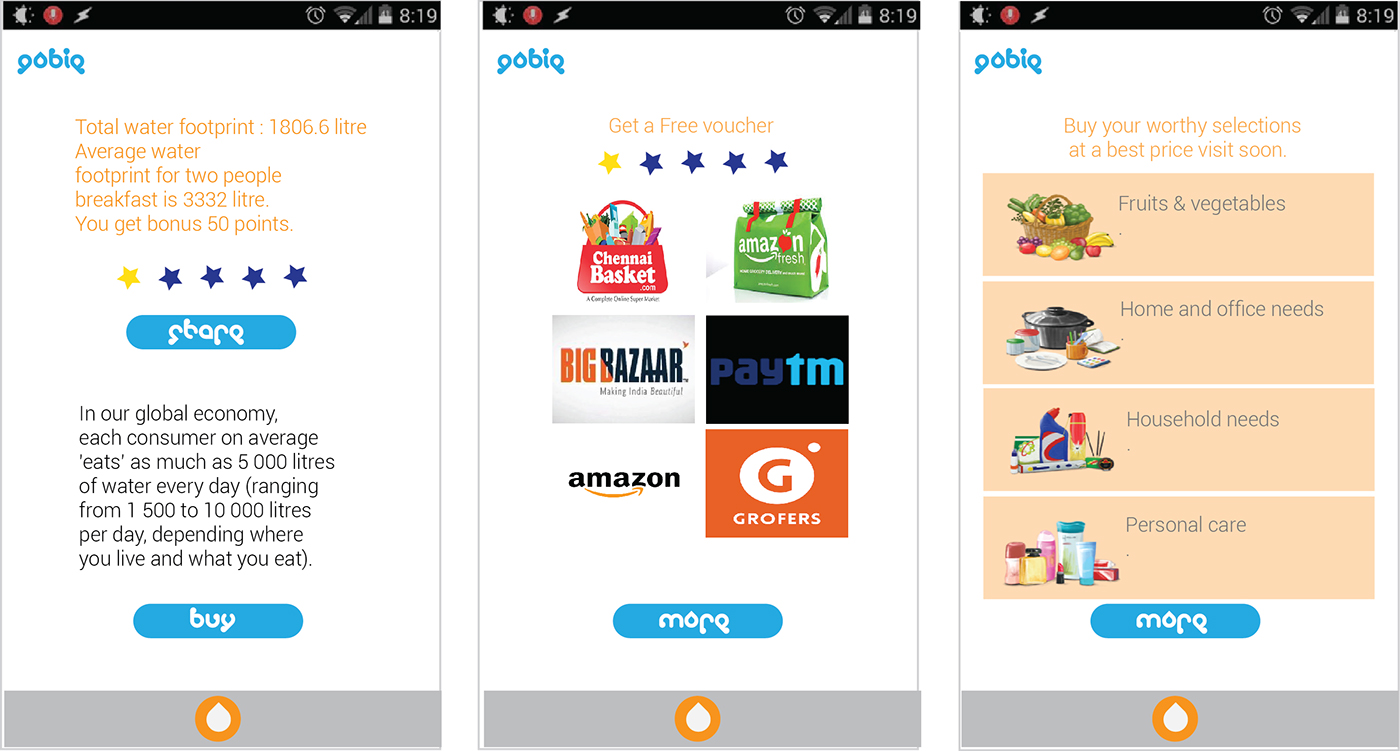 8:19
gobiq
Total water footprint : 1806.6 litre
Average water
footprint for two people
breakfast is 3332 litre.
You get bonus 50 points.
share
In our global economy,
each consumer on average
'eats' as much as 5 000 litres
of water every day (ranging
from 1 500 to 10 000 litres
per day, depending where
you live and what you eat).
buy
8:19
gobiq
Get a Free voucher
Chennai
Basket
.com
A Complete Online Super Market
amazon
fresh
BIG BAZAAR
Making India Beautiful
paytm
amazon
G
GROFERS
more
8:19
gobiq
Buy your worthy selections
at a best price visit soon.
Fruits & vegetables
.
Home and office needs
.
Household needs
.
Personal care
.
more